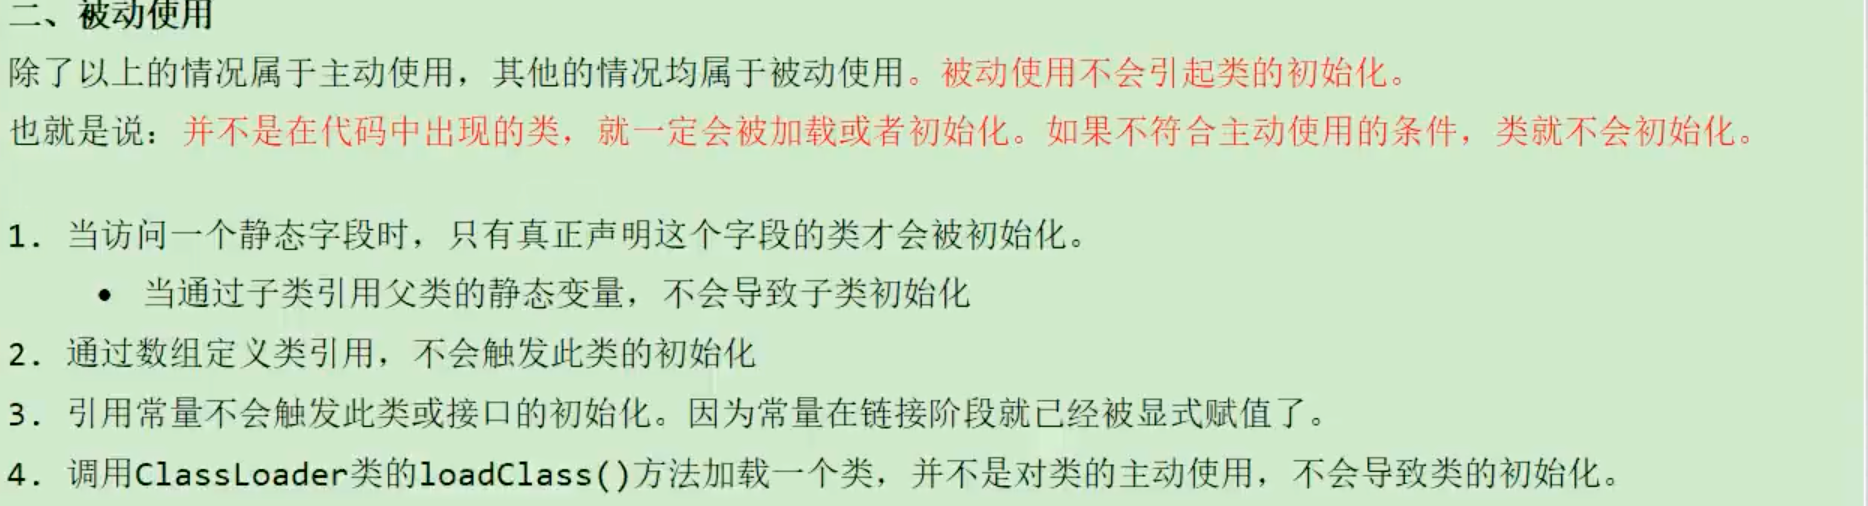 二、被动使用
除了以上的情况属于主动使用，其他的情况均属于被动使用。被动使用不会引起类的初始化。
也就是说：并不是在代码中出现的类，就一定会被加载或者初始化。如果不符合主动使用的条件，类就不会初始化。
1. 当访问一个静态字段时，只有真正声明这个字段的类才会被初始化。
• 当通过子类引用父类的静态变量，不会导致子类初始化
2. 通过数组定义类引用，不会触发此类的初始化
3. 引用常量不会触发此类或接口的初始化。因为常量在链接阶段就已经被显式赋值了。
4. 调用ClassLoader类的loadClass()方法加载一个类，并不是对类的主动使用，不会导致类的初始化。